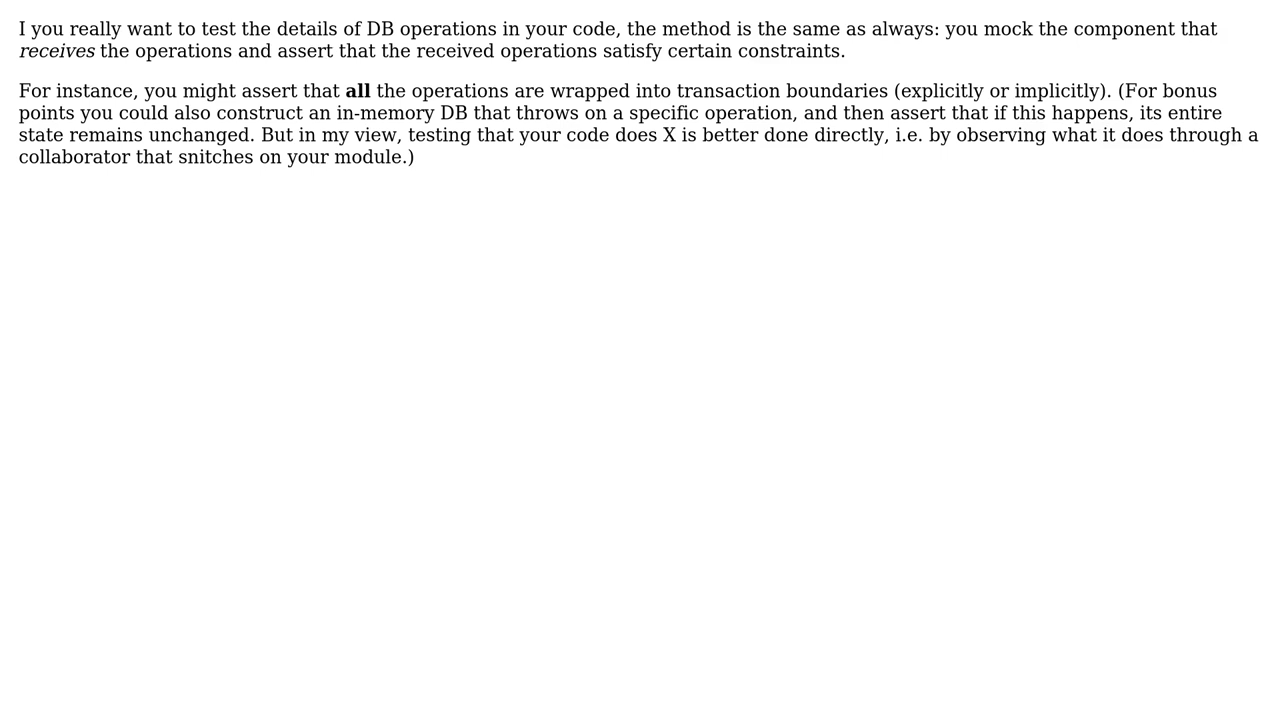 I you really want to test the details of DB operations in your code, the method is the same as always: you mock the component that
receives the operations and assert that the received operations satisfy certain constraints.
For instance, you might assert that all the operations are wrapped into transaction boundaries (explicitly or implicitly). (For bonus
points you could also construct an in-memory DB that throws on a specific operation, and then assert that if this happens, its entire
state remains unchanged. But in my view, testing that your code does X is better done directly, i.e. by observing what it does through a
collaborator that snitches on your module.)